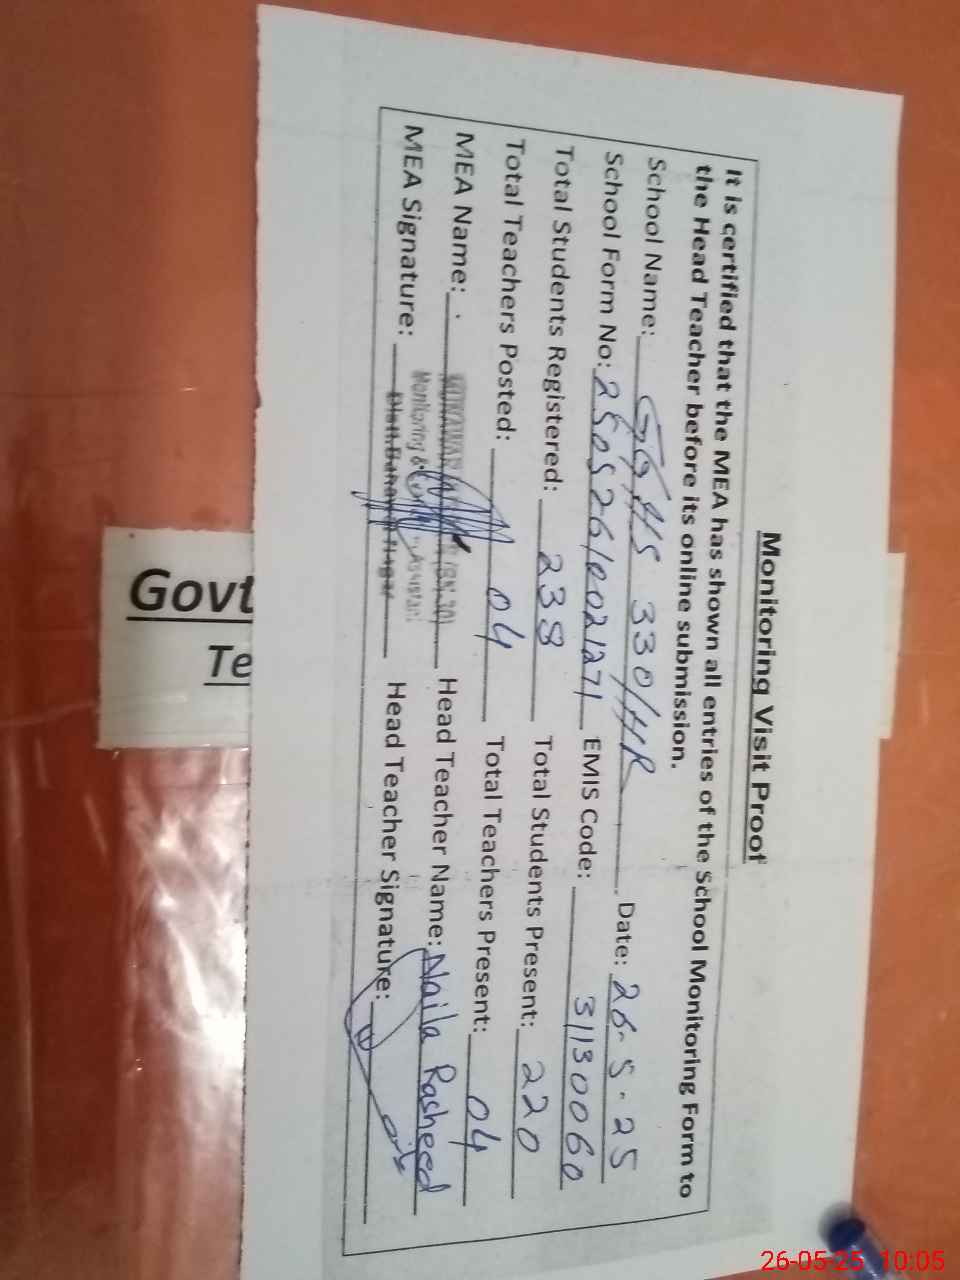 Monitoring Visit Proof
It is certified that the MEA has shown all entries of the School Monitoring Form to
the Head Teacher before its online submission.
School Name: GGHS 330/HR Date: 26-5-25
School Form No: 25052610021271 EMIS Code: 31130060
Total Students Registered: 238 Total Students Present: 220
Total Teachers Posted: 04 Total Teachers Present: 04
MEA Name: Head Teacher Name: Naila Rasheed
Monitoring &
MEA Signature: Head Teacher Signature:
Govt
Te
26-05-25 10:05